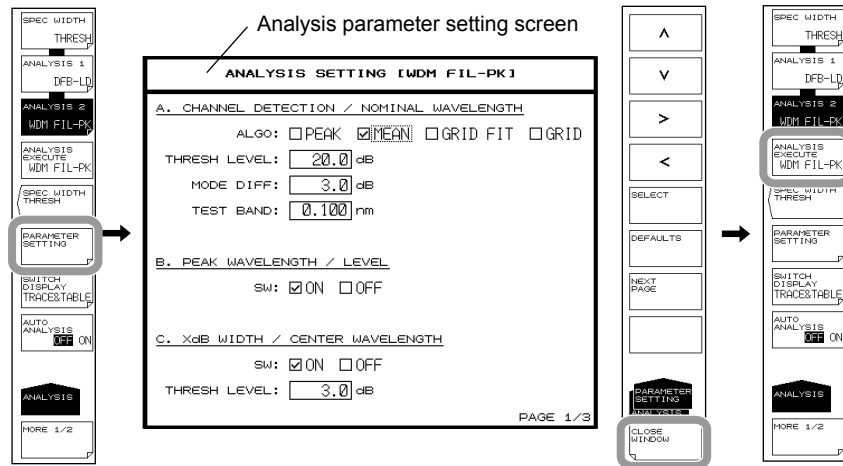 Analysis parameter setting screen
SPEC WIDTH
THRESH
ANALYSIS 1
DFB-LD
ANALYSIS 2
WDM FIL-PK
ANALYSIS
EXECUTE
WDM FIL-PK
SPEC WIDTH
THRESH
PARAMETER
SETTING
SWITCH
DISPLAY
TRACE&TABLE
AUTO
ANALYSIS
OFF ON
ANALYSIS
MORE 1/2
ANALYSIS SETTING [WDM FIL-PK]
A. CHANNEL DETECTION / NOMINAL WAVELENGTH
ALGO: PEAK MEAN GRID FIT GRID
THRESH LEVEL: 20.0 dB
MODE DIFF: 3.0 dB
TEST BAND: 0.100 nm
B. PEAK WAVELENGTH / LEVEL
SW: ON OFF
C. XdB WIDTH / CENTER WAVELENGTH
SW: ON OFF
THRESH LEVEL: 3.0 dB
PAGE 1/3
SELECT
DEFAULTS
NEXT
PAGE
PARAMETER
SETTING
ANALYSIS
CLOSE
WINDOW
SPEC WIDTH
THRESH
ANALYSIS 1
DFB-LD
ANALYSIS 2
WDM FIL-PK
ANALYSIS
EXECUTE
WDM FIL-PK
SPEC WIDTH
THRESH
PARAMETER
SETTING
SWITCH
DISPLAY
TRACE&TABLE
AUTO
ANALYSIS
OFF ON
ANALYSIS
MORE 1/2